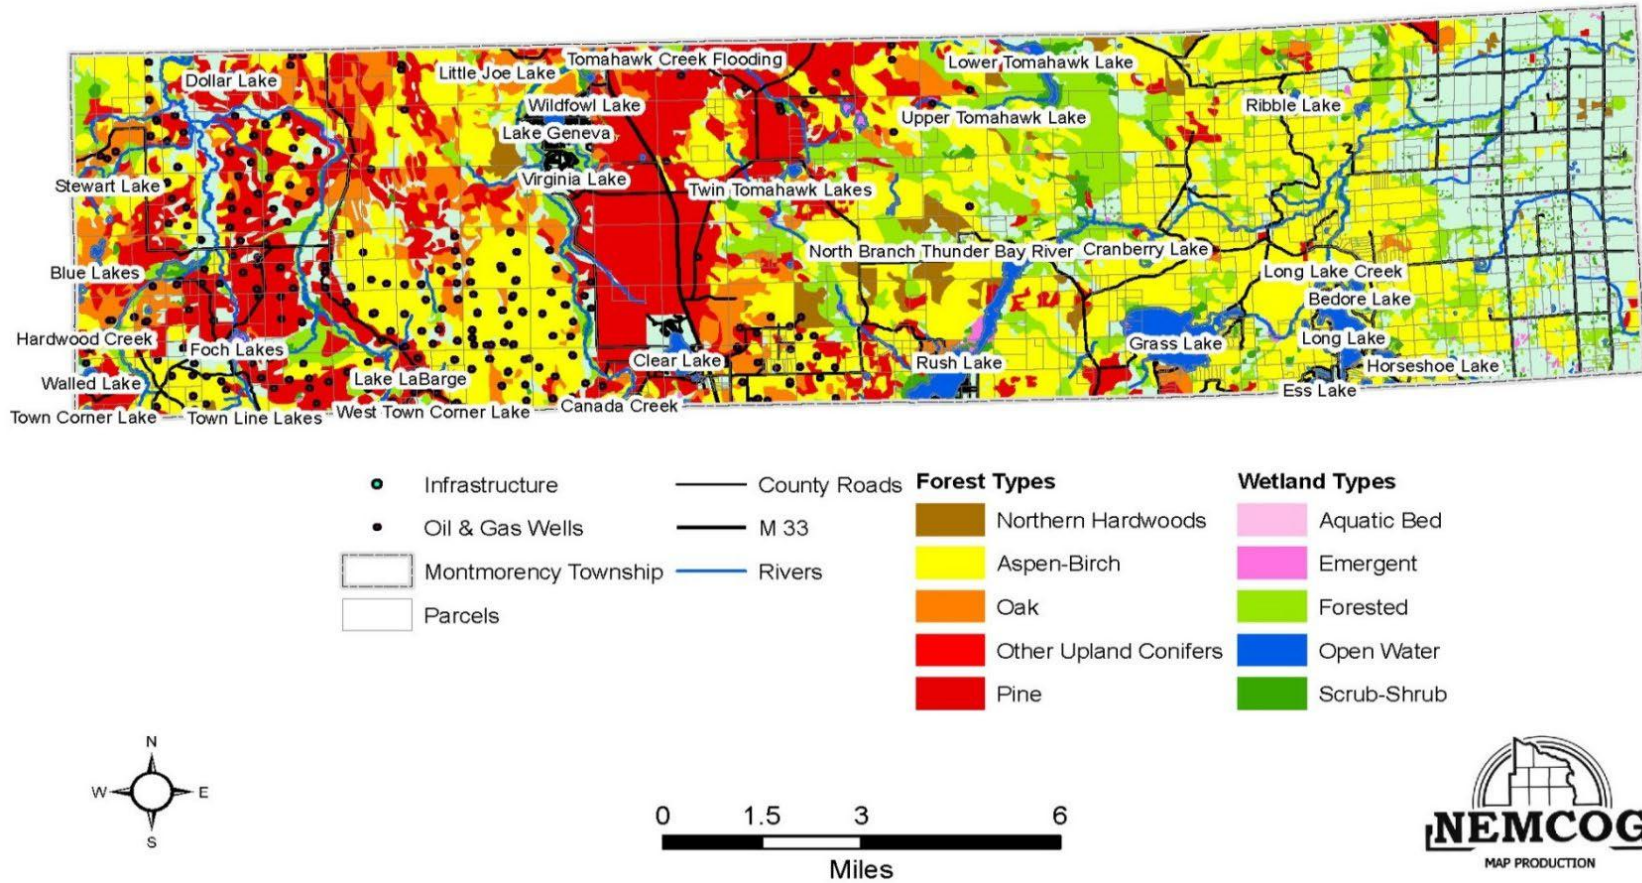 Dollar Lake
Little Joe Lake
Tomahawk Creek Flooding
Lower Tomahawk Lake
Wildfowl Lake
Ribble Lake
Upper Tomahawk Lake
Lake Geneva
Stewart Lake
Virginia Lake
Twin Tomahawk Lakes
North Branch Thunder Bay River
Cranberry Lake
Blue Lakes
Long Lake Creek
Bedore Lake
Hardwood Creek
Foch Lakes
Clear Lake
Rush Lake
Grass Lake
Long Lake
Horseshoe Lake
Walled Lake
Lake LaBarge
Ess Lake
Town Corner Lake
Town Line Lakes
West Town Corner Lake
Canada Creek
Infrastructure
Oil & Gas Wells
Montmorency Township
Parcels
County Roads
M 33
Rivers
Forest Types
Northern Hardwoods
Aspen-Birch
Oak
Other Upland Conifers
Pine
Wetland Types
Aquatic Bed
Emergent
Forested
Open Water
Scrub-Shrub
N
W E
S
0 1.5 3 6
Miles
NEMCOG
MAP PRODUCTION